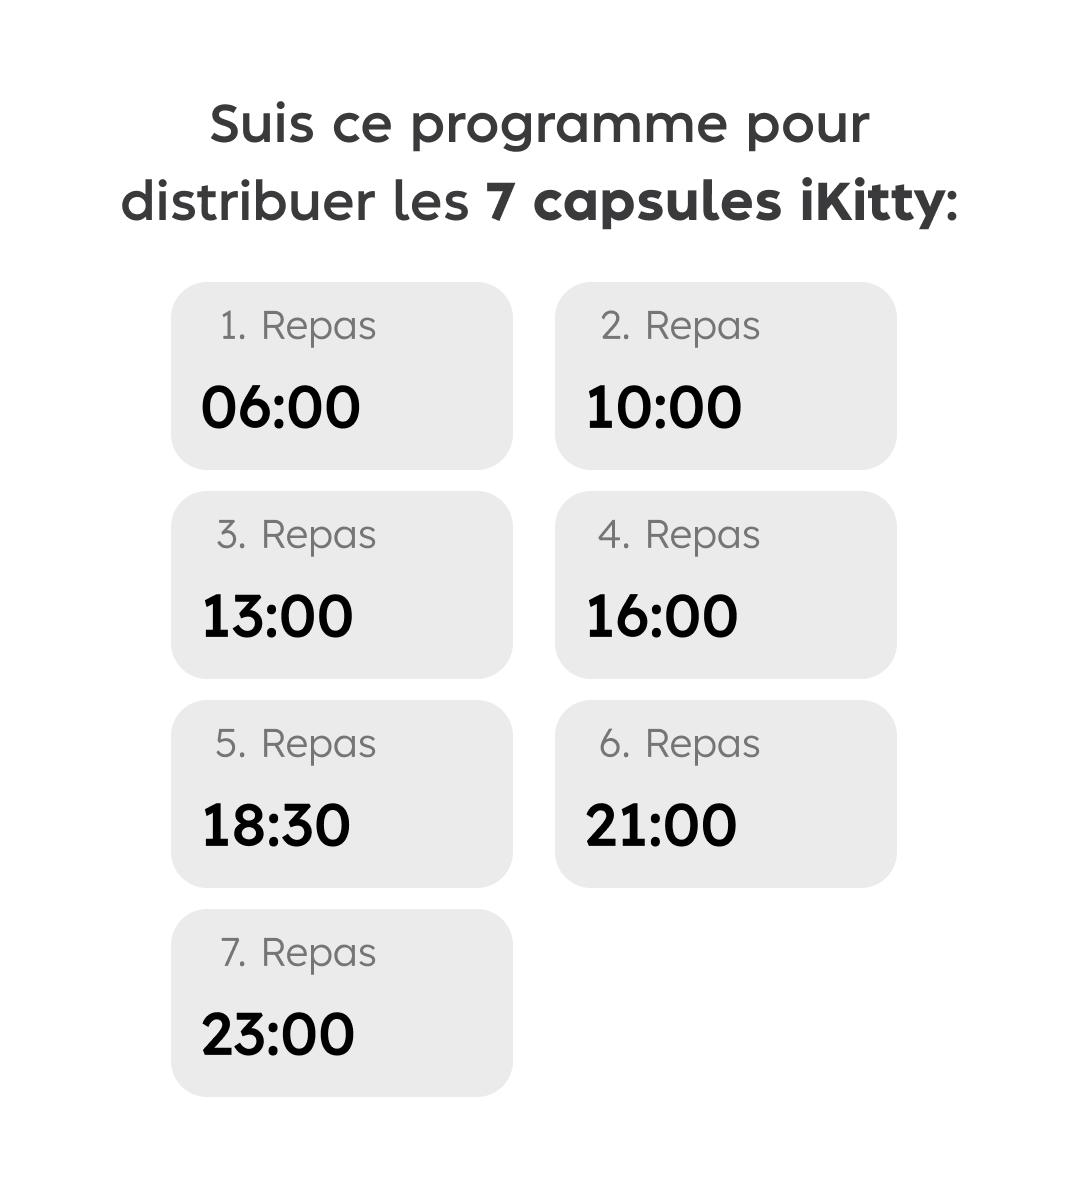 Suis ce programme pour
distribuer les 7 capsules iKitty:
1. Repas
06:00
2. Repas
10:00
3. Repas
13:00
4. Repas
16:00
5. Repas
18:30
6. Repas
21:00
7. Repas
23:00